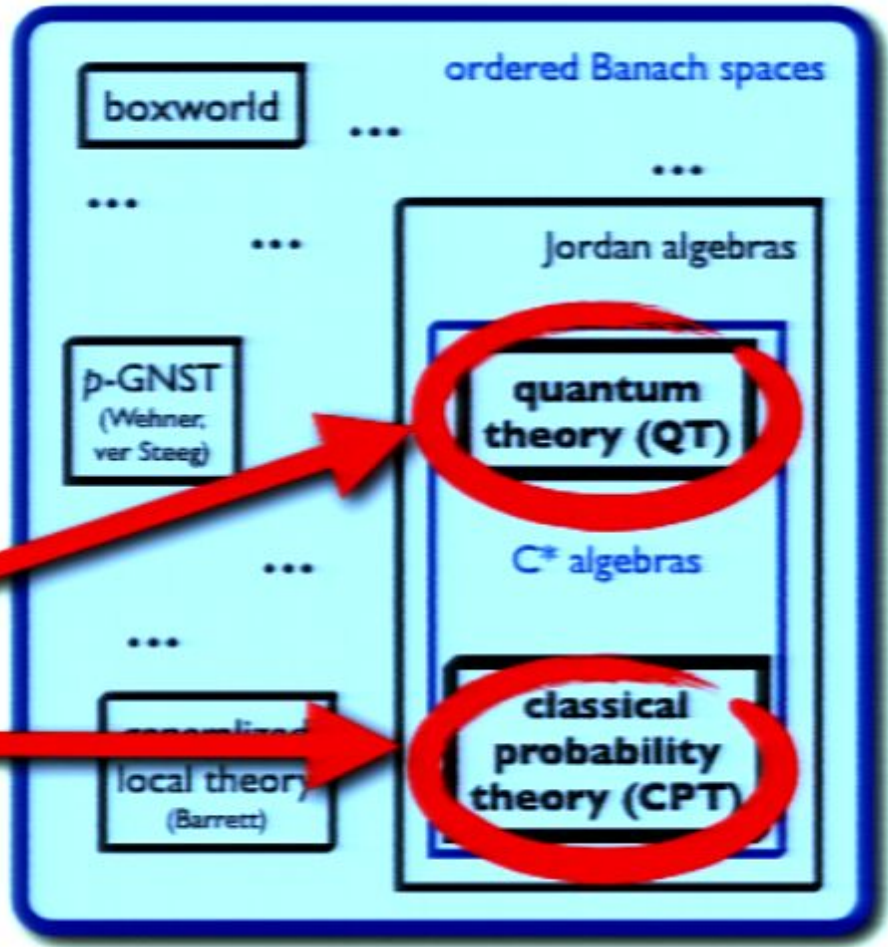 ordered Banach spaces
boxworld
...
...
...
...
Jordan algebras
p-GNST
(Wehner,
ver Steeg)
quantum
theory (QT)
C* algebras
...
...
generalized
local theory
(Barrett)
classical
probability
theory (CPT)